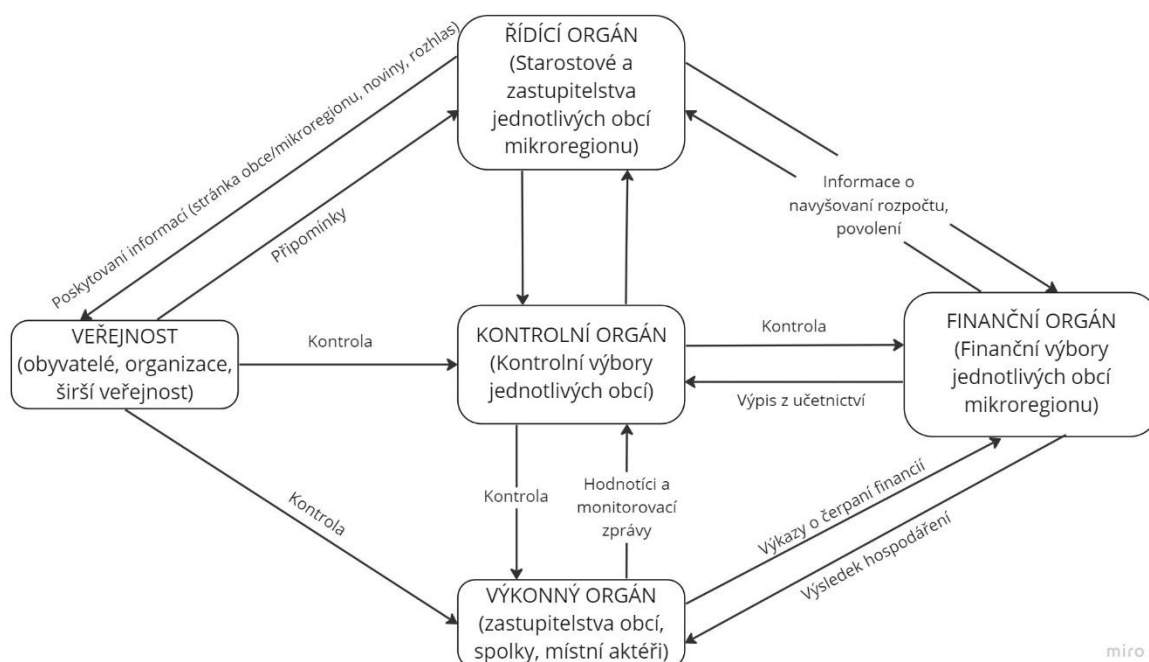 ŘÍDÍCÍ ORGÁN
(Starostové a
zastupitelstva
jednotlivých obcí
mikroregionu)
Poskytovaní informací (stránka obce/mikroregionu, noviny, rozhlas)
Připomínky
Informace o
navyšovaní rozpočtu,
povolení
VEŘEJNOST
(obyvatelé, organizace,
širší veřejnost)
Kontrola
KONTROLNÍ ORGÁN
(Kontrolní výbory
jednotlivých obcí)
Kontrola
Výpis z učetnictví
FINANČNÍ ORGÁN
(Finanční výbory
jednotlivých obcí
mikroregionu)
Kontrola
Kontrola
Hodnotíci a
monitorovací
zprávy
Výkazy o čerpaní financií
Výsledek hospodáření
VÝKONNÝ ORGÁN
(zastupitelstva obcí,
spolky, místní aktéři)
miro